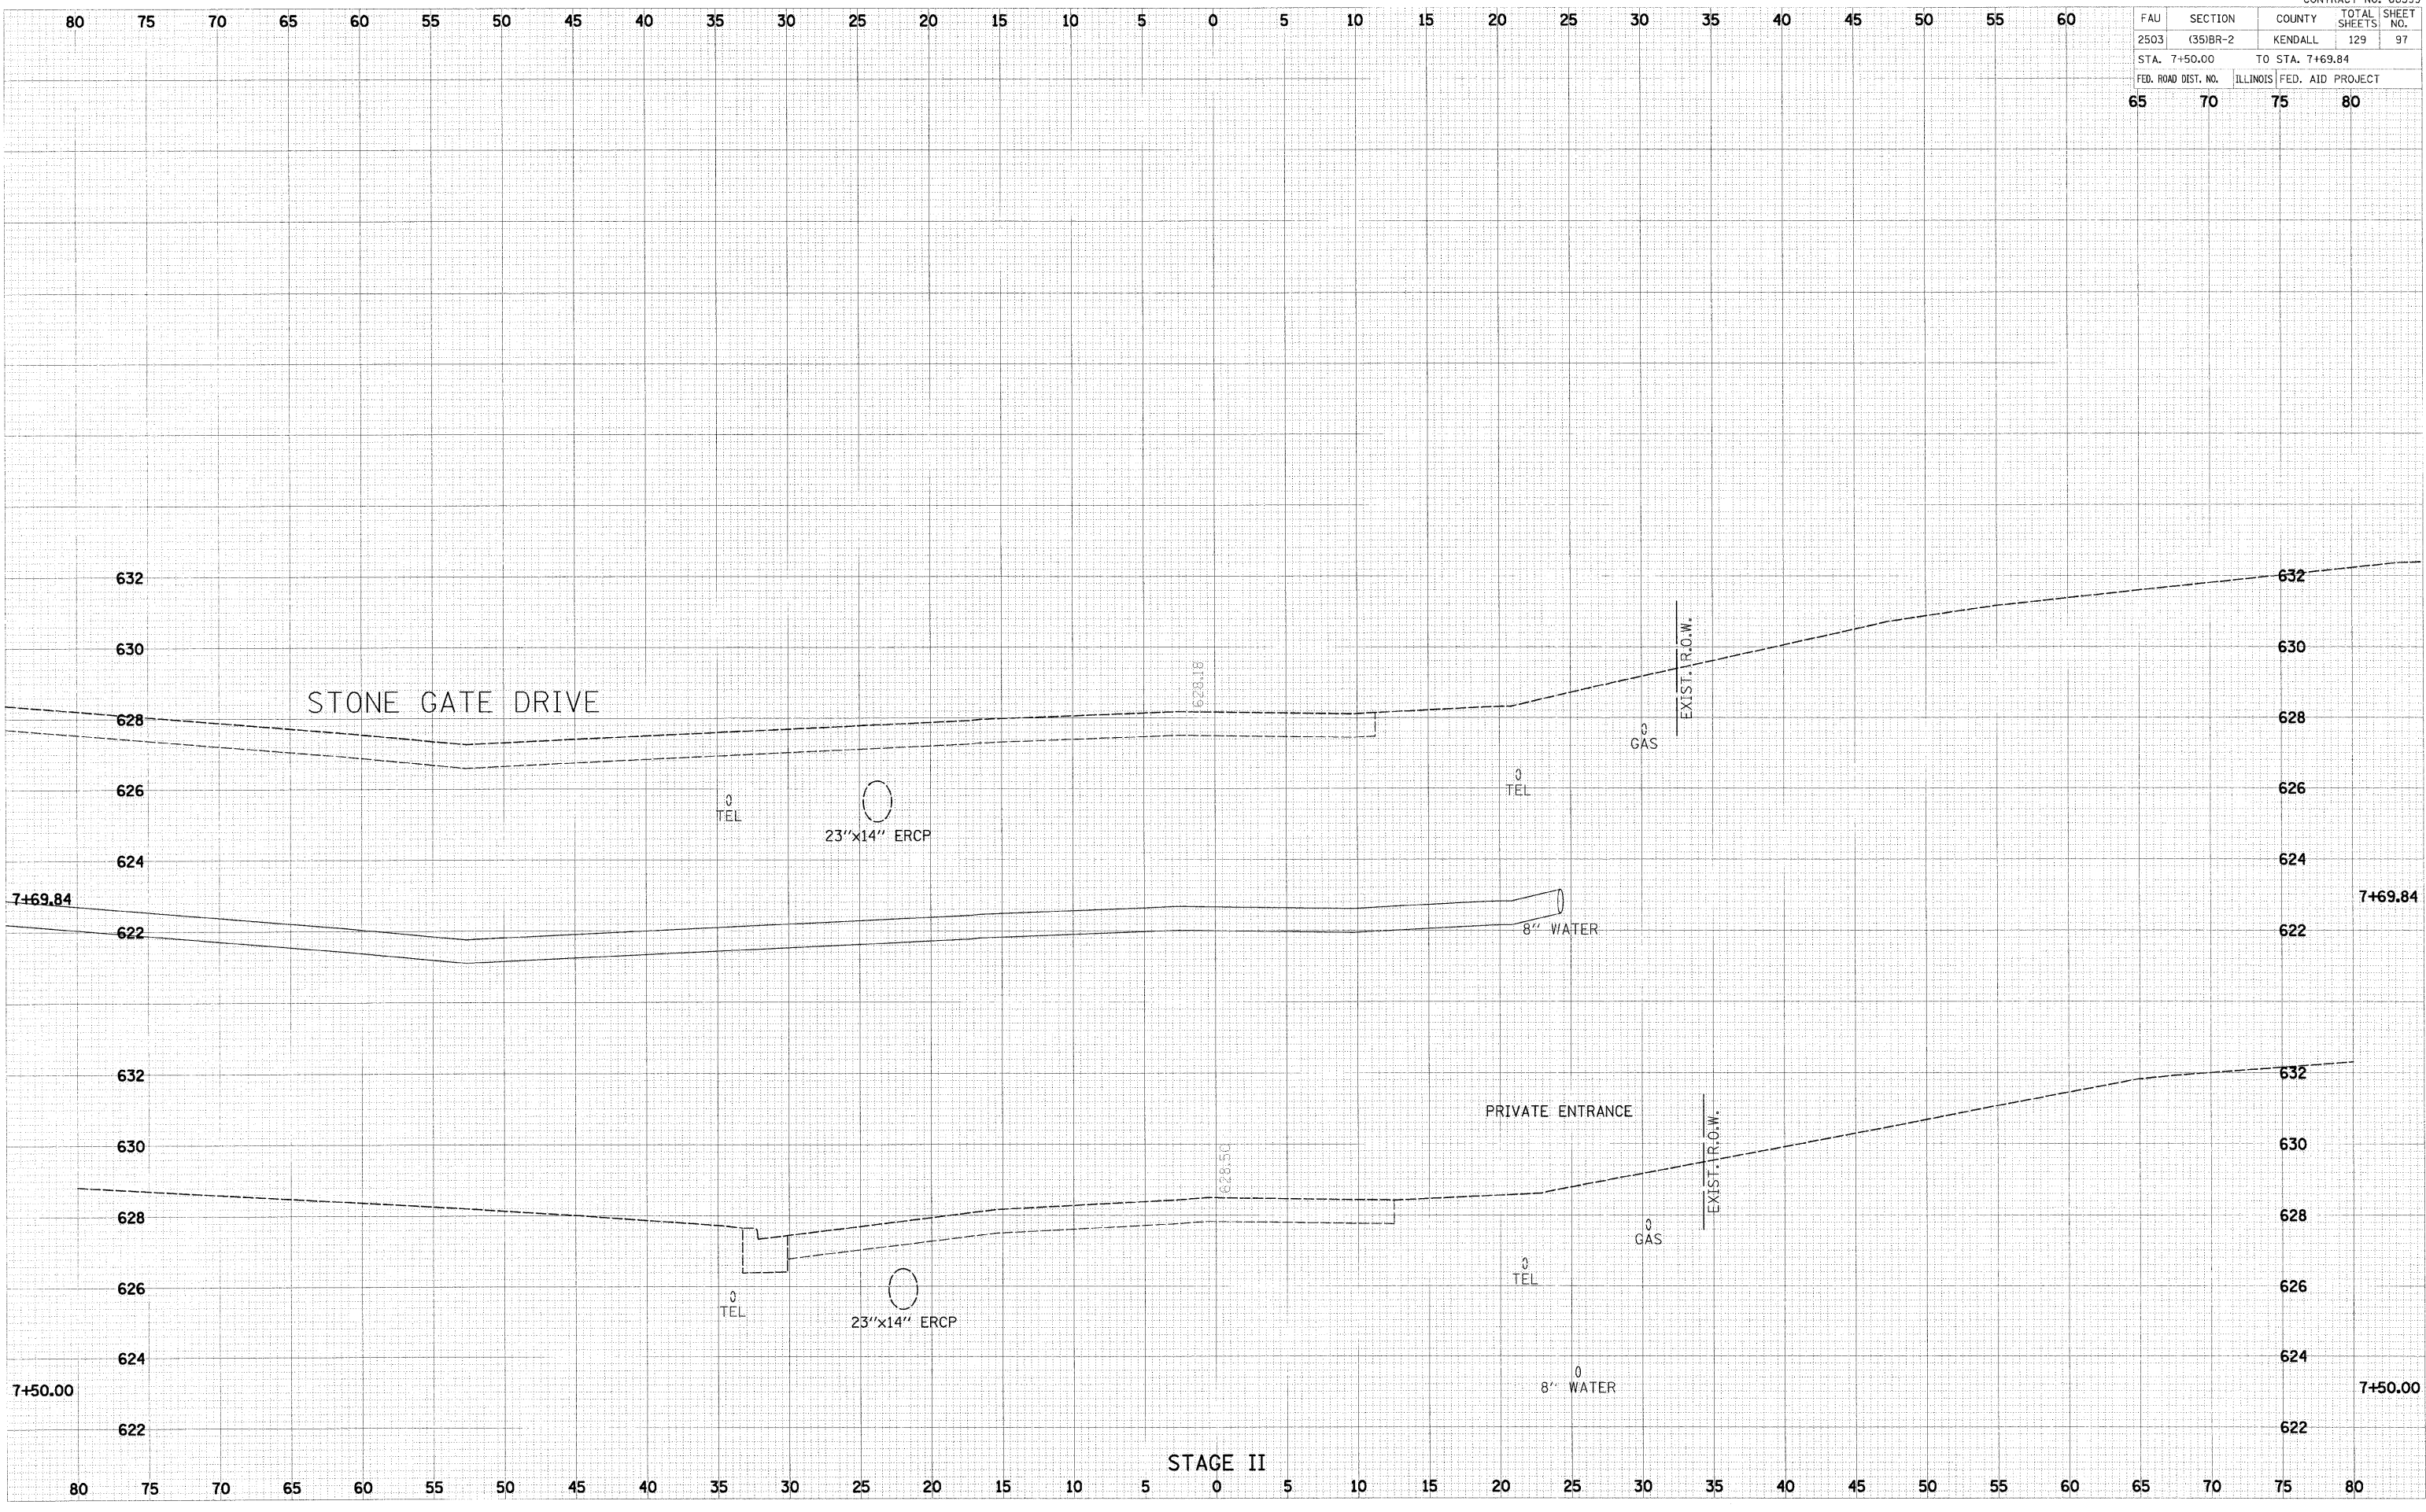 80 75 70 65 60 55 50 45 40 35 30 25 20 15 10 5 0 5 10 15 20 25 30 35 40 45 50 55 60
FAU SECTION COUNTY TOTAL SHEETS SHEET NO.
2503 (35)BR-2 KENDALL 129 97
STA. 7+50.00 TO STA. 7+69.84
FED. ROAD DIST. NO. ILLINOIS FED. AID PROJECT
65 70 75 80
632 632
630 630
EXIST. R.O.W.
628.18
STONE GATE DRIVE
628 628
GAS
626 626
TEL
TEL
23"x14" ERCP
624 624
7+69.84 7+69.84
622 622
8" WATER
632 632
PRIVATE ENTRANCE
EXIST. R.O.W.
630 630
628.50
628 628
GAS
TEL
626 626
TEL
23"x14" ERCP
624 624
8" WATER
7+50.00 7+50.00
622 622
STAGE II
80 75 70 65 60 55 50 45 40 35 30 25 20 15 10 5 0 5 10 15 20 25 30 35 40 45 50 55 60 65 70 75 80